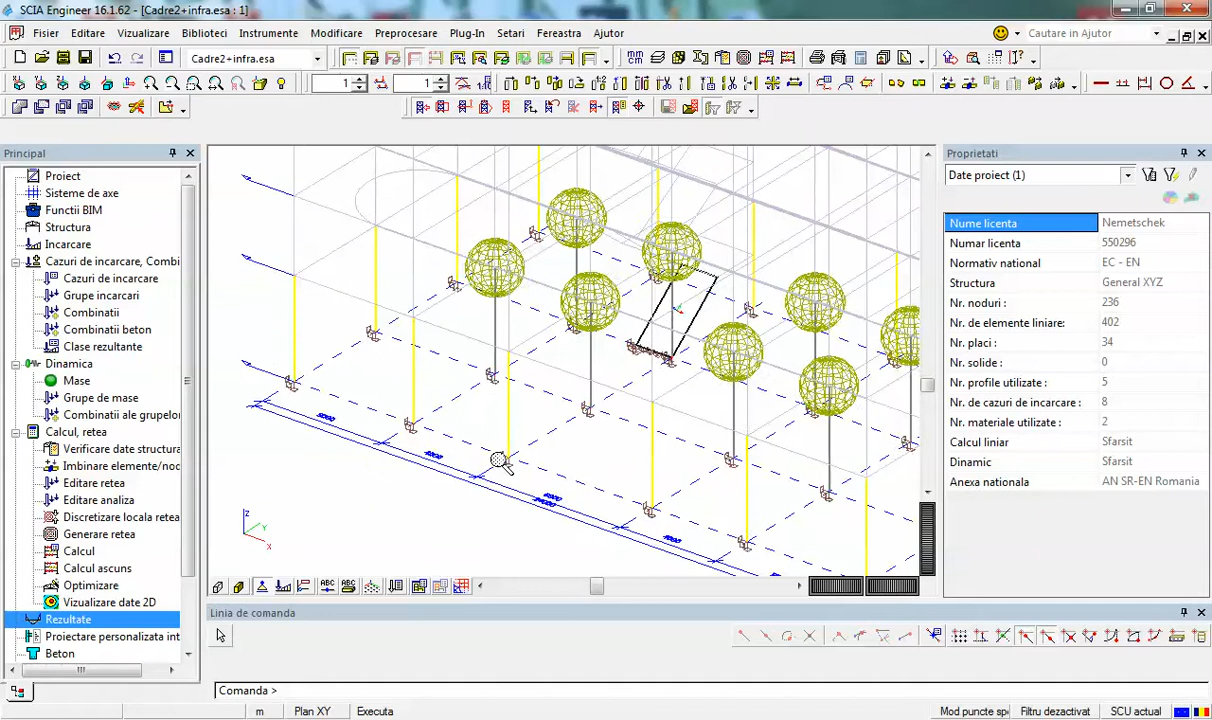 SCIA Engineer 16.1.62 - [Cadre2+infra.esa : 1]
Fisier Editare Vizualizare Biblioteci Instrumente Modificare Preprocesare Plug-In Setari Fereastra Ajutor
Cautare in Ajutor
Cadre2+infra.esa
1 1
Principal
Proiect
Sisteme de axe
Functii BIM
Structura
Incarcare
Cazuri de incarcare, Combi
Cazuri de incarcare
Grupe incarcari
Combinatii
Combinatii beton
Clase rezultante
Dinamica
Mase
Grupe de mase
Combinatii ale grupelor
Calcul, retea
Verificare date structura
Imbinare elemente/nod
Editare retea
Editare analiza
Discretizare locala retea
Generare retea
Calcul
Calcul ascuns
Optimizare
Vizualizare date 2D
Rezultate
Proiectare personalizata int
Beton
Z
Y
X
Proprietati
Date proiect (1)
Nume licenta Nemetschek
Numar licenta 550296
Normativ national EC - EN
Structura General XYZ
Nr. noduri : 236
Nr. de elemente liniare: 402
Nr. placi : 34
Nr. solide : 0
Nr. profile utilizate : 5
Nr. de cazuri de incarcare : 8
Nr. materiale utilizate : 2
Calcul liniar Sfarsit
Dinamic Sfarsit
Anexa nationala AN SR-EN Romania
Linia de comanda
Comanda >
m Plan XY Executa
Mod puncte sp Filtru dezactivat SCU actual